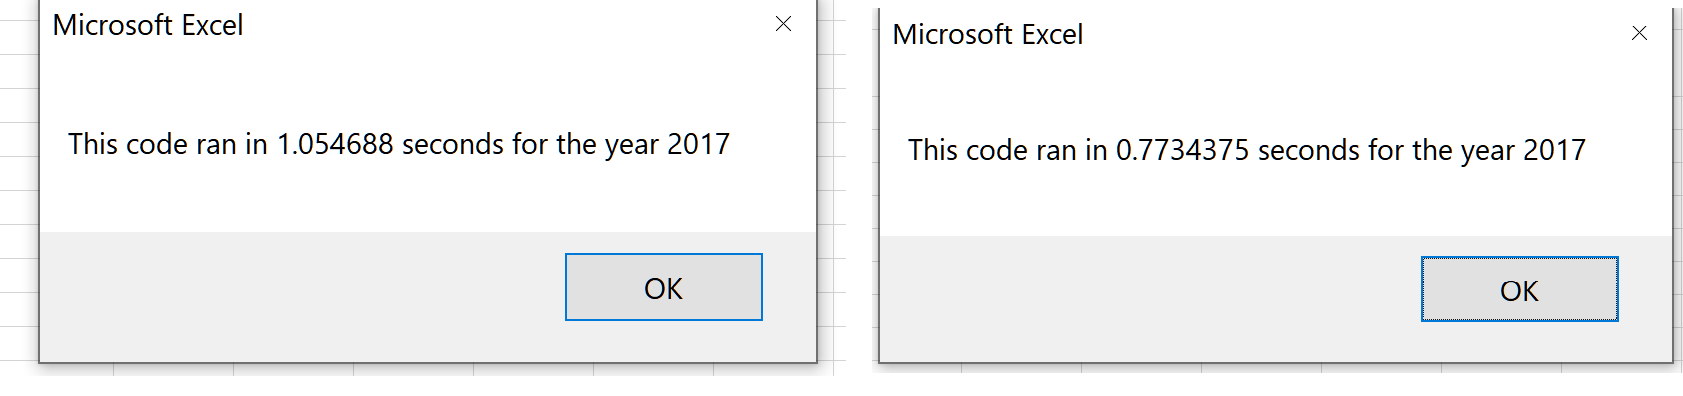 Microsoft Excel
This code ran in 1.054688 seconds for the year 2017
OK
Microsoft Excel
This code ran in 0.7734375 seconds for the year 2017
OK